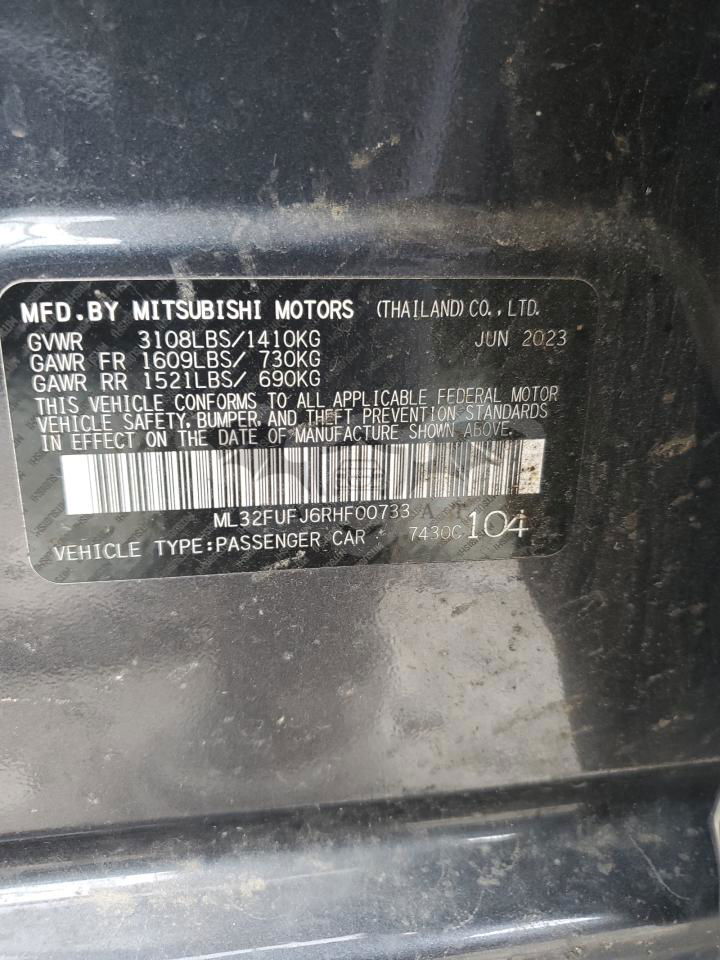 MFD.BY MITSUBISHI MOTORS (THAILAND) CO., LTD.
GVWR 3108LBS/1410KG JUN 2023
GAWR FR 1609LBS/ 730KG
GAWR RR 1521LBS/ 690KG
THIS VEHICLE CONFORMS TO ALL APPLICABLE FEDERAL MOTOR
VEHICLE SAFETY, BUMPER, AND THEFT PREVENTION STANDARDS
IN EFFECT ON THE DATE OF MANUFACTURE SHOWN ABOVE.
ML32FUFJ6RHF00733
VEHICLE TYPE:PASSENGER CAR 7430C 104